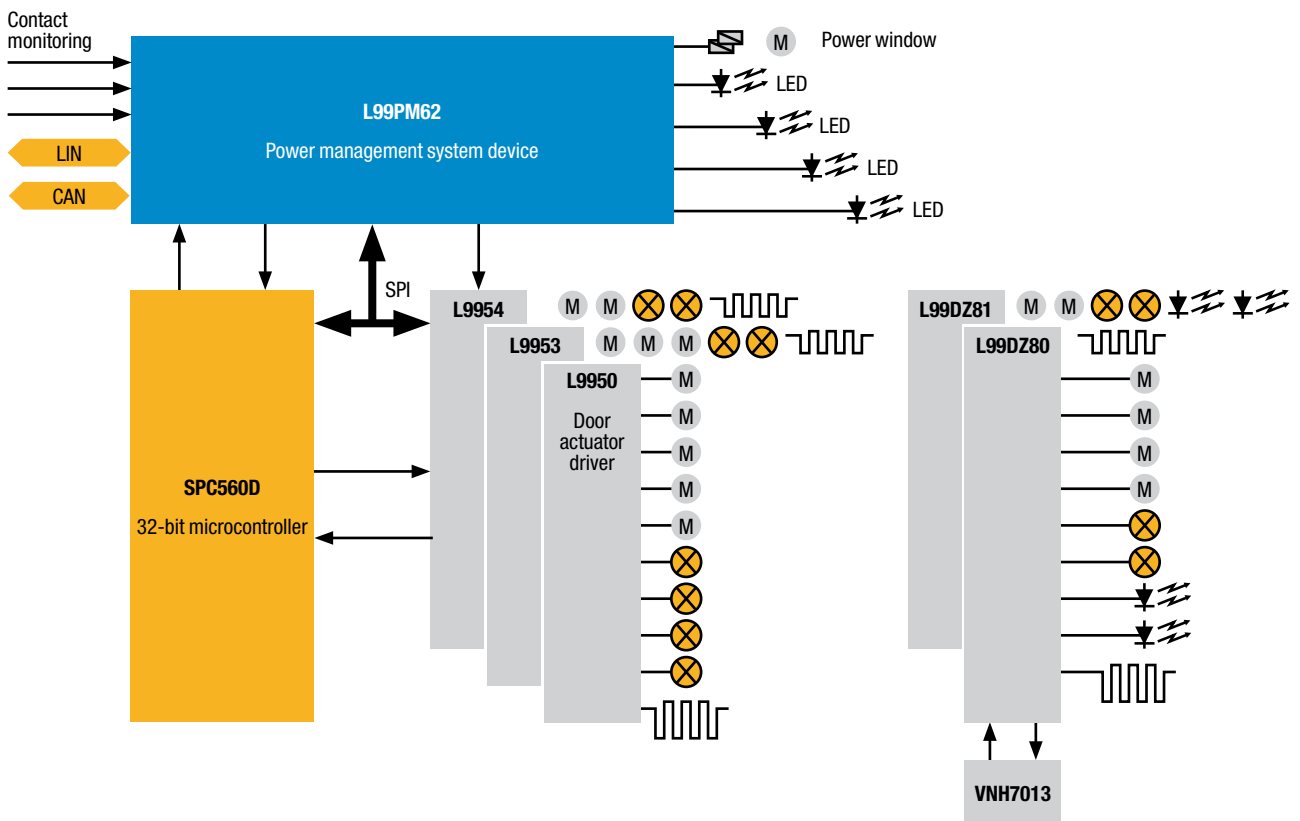 Contact
monitoring
M Power window
LED
L99PM62
LED
Power management system device
LIN
LED
CAN
LED
SPI
L9954
M M
L99DZ81
M M
L9953
M M M
L99DZ80
L9950
M
M
Door
actuator
driver
M
M
M
M
M
M
M
SPC560D
32-bit microcontroller
VNH7013